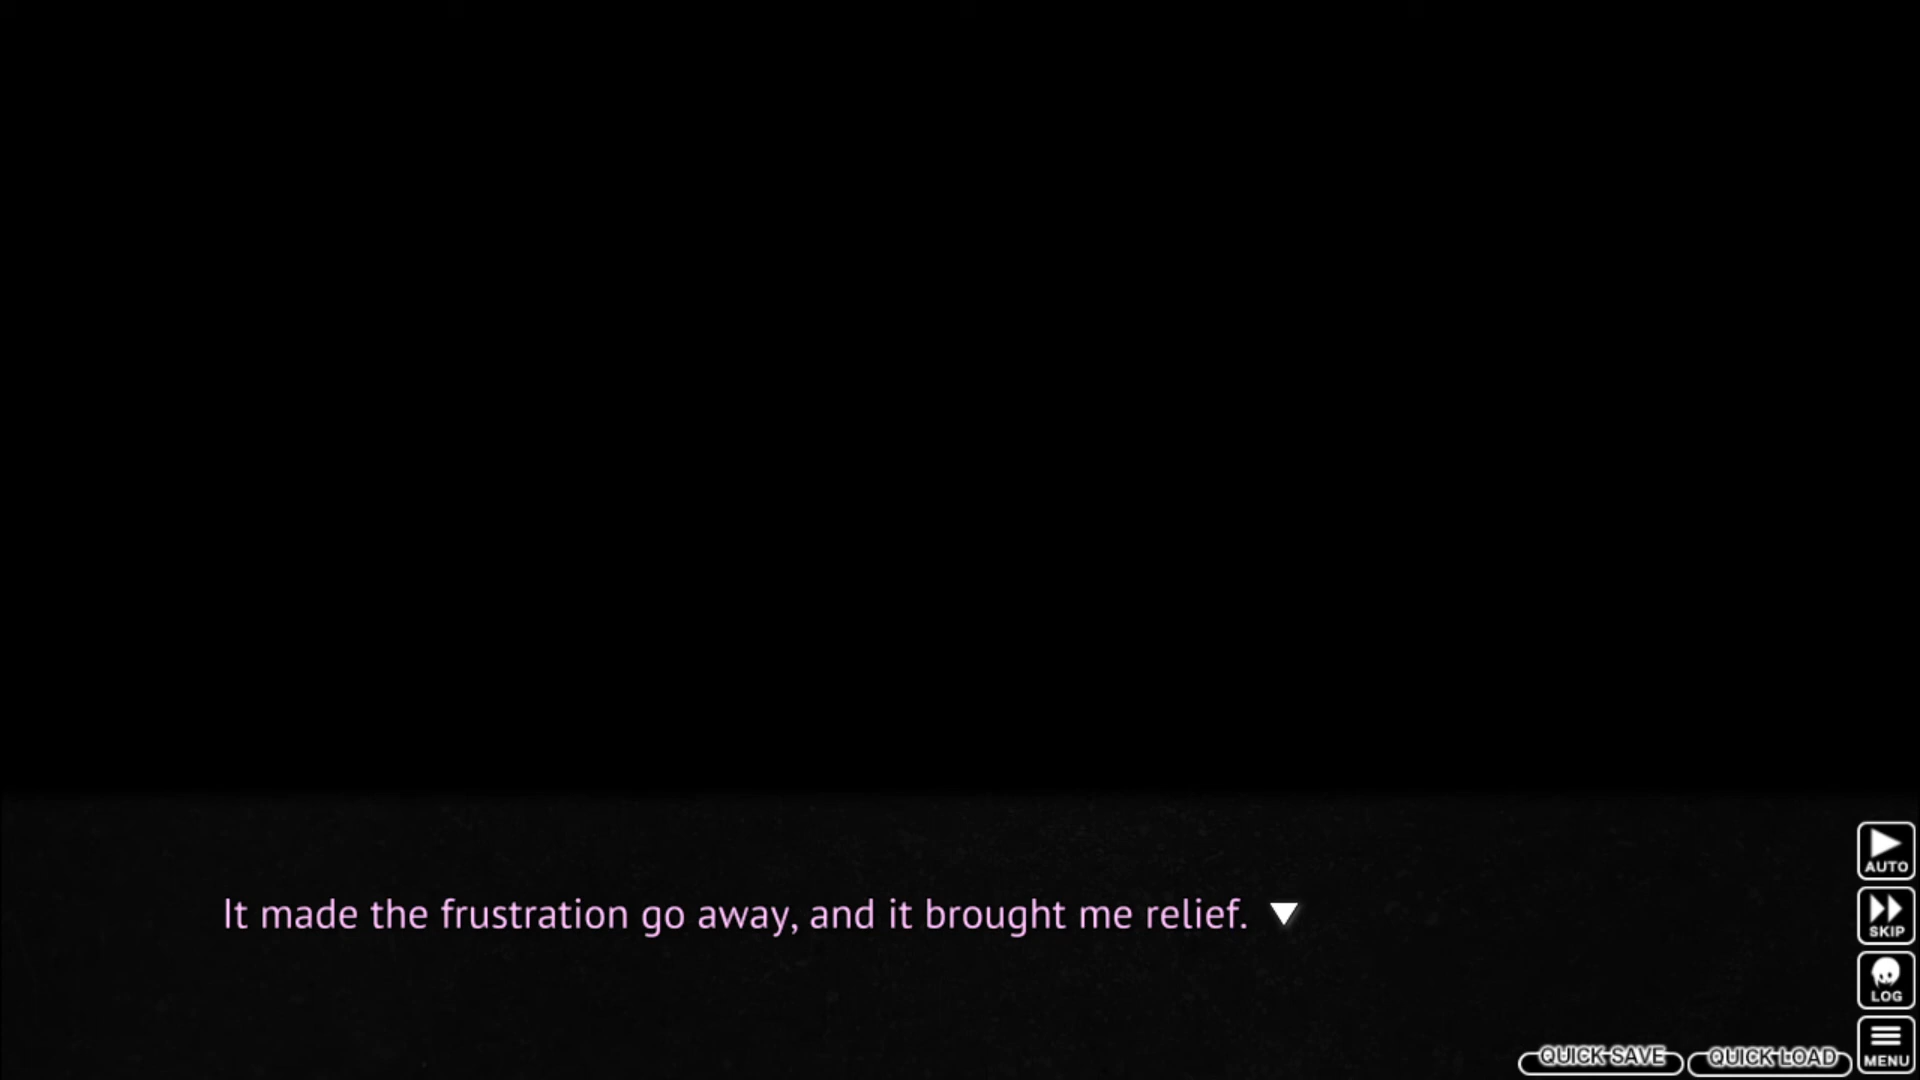 It made the frustration go away, and it brought me relief.
AUTO
SKIP
LOG
MENU
QUICK SAVE QUICK LOAD